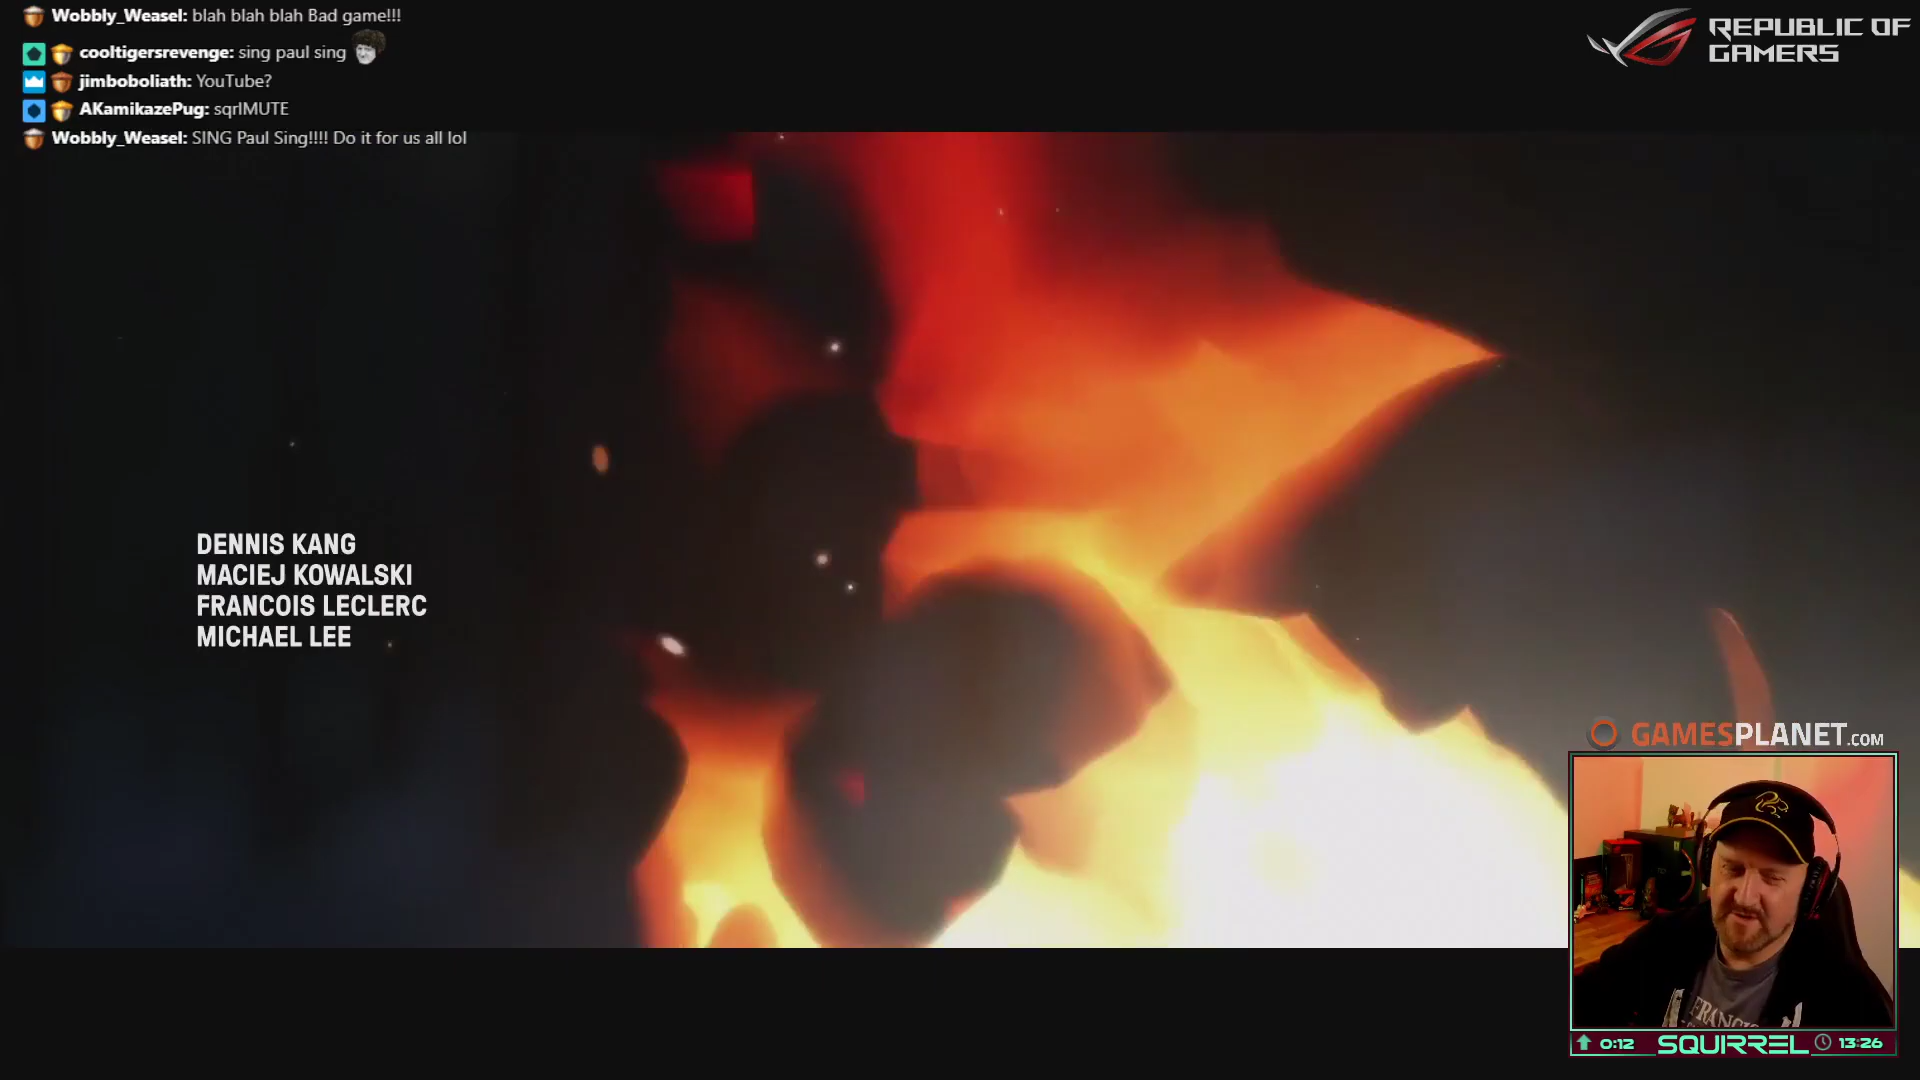 Wobbly_Weasel: blah blah blah Bad game!!!
cooltigersrevenge: sing paul sing
jimboboliath: YouTube?
AKamikazePug: sqrlMUTE
Wobbly_Weasel: SING Paul Sing!!!! Do it for us all lol
REPUBLIC OF
GAMERS
DENNIS KANG
MACIEJ KOWALSKI
FRANCOIS LECLERC
MICHAEL LEE
GAMESPLANET.COM
0:12 SQUIRREL 13:26